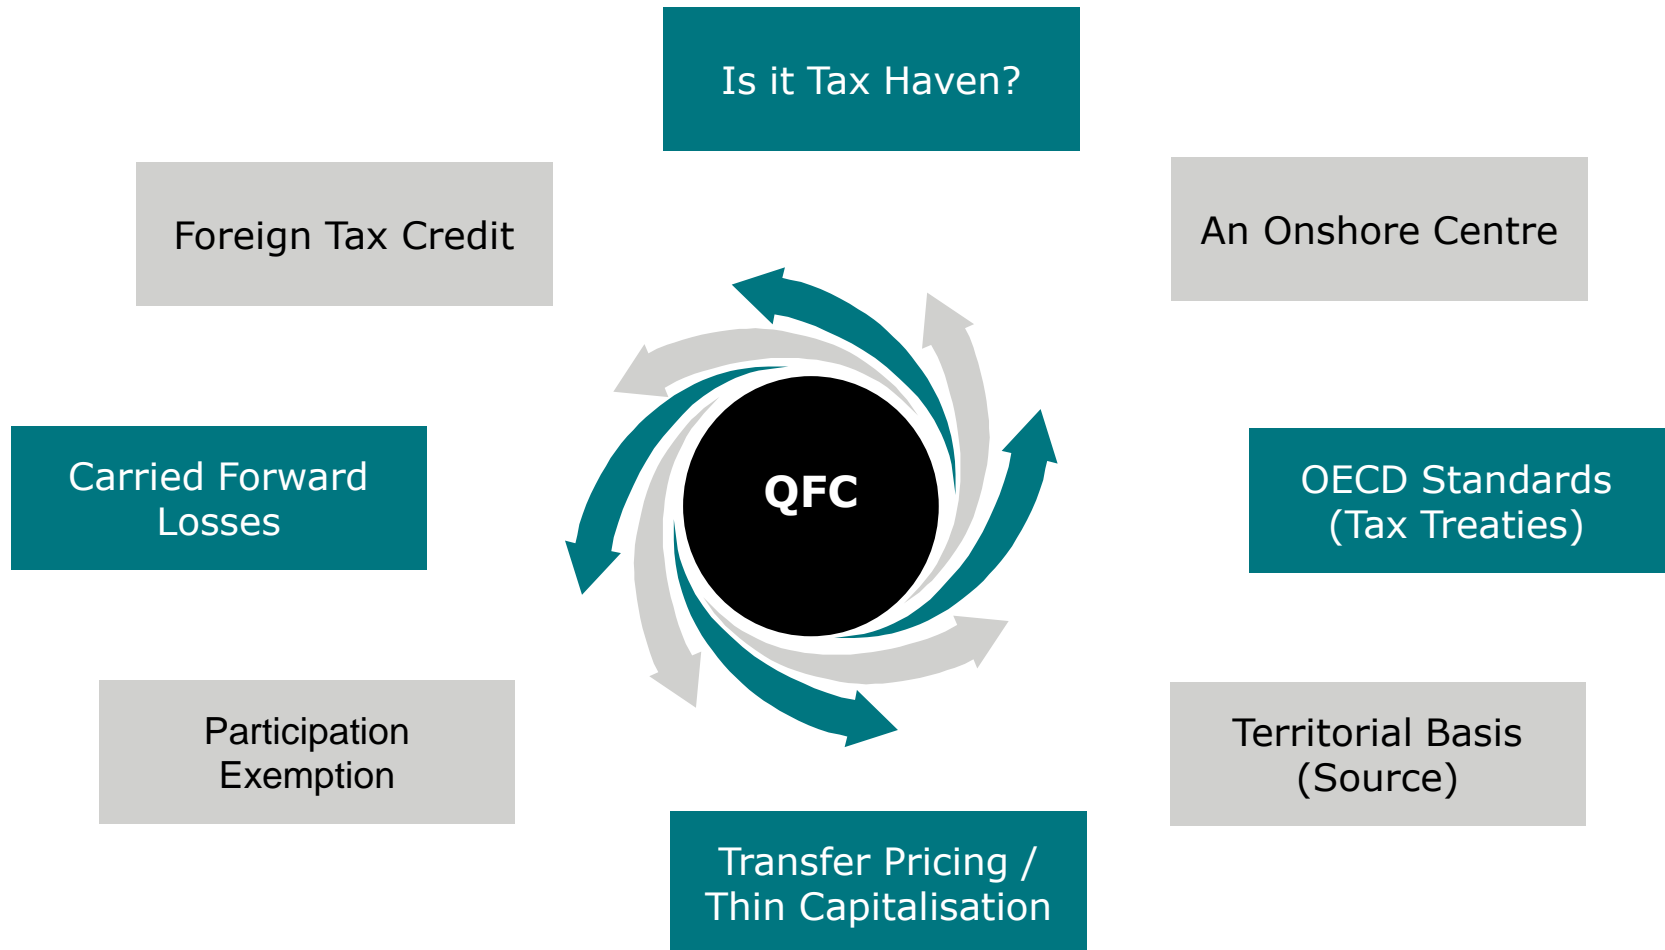 Is it Tax Haven?
Foreign Tax Credit
An Onshore Centre
Carried Forward
Losses
QFC
OECD Standards
(Tax Treaties)
Participation
Exemption
Territorial Basis
(Source)
Transfer Pricing /
Thin Capitalisation